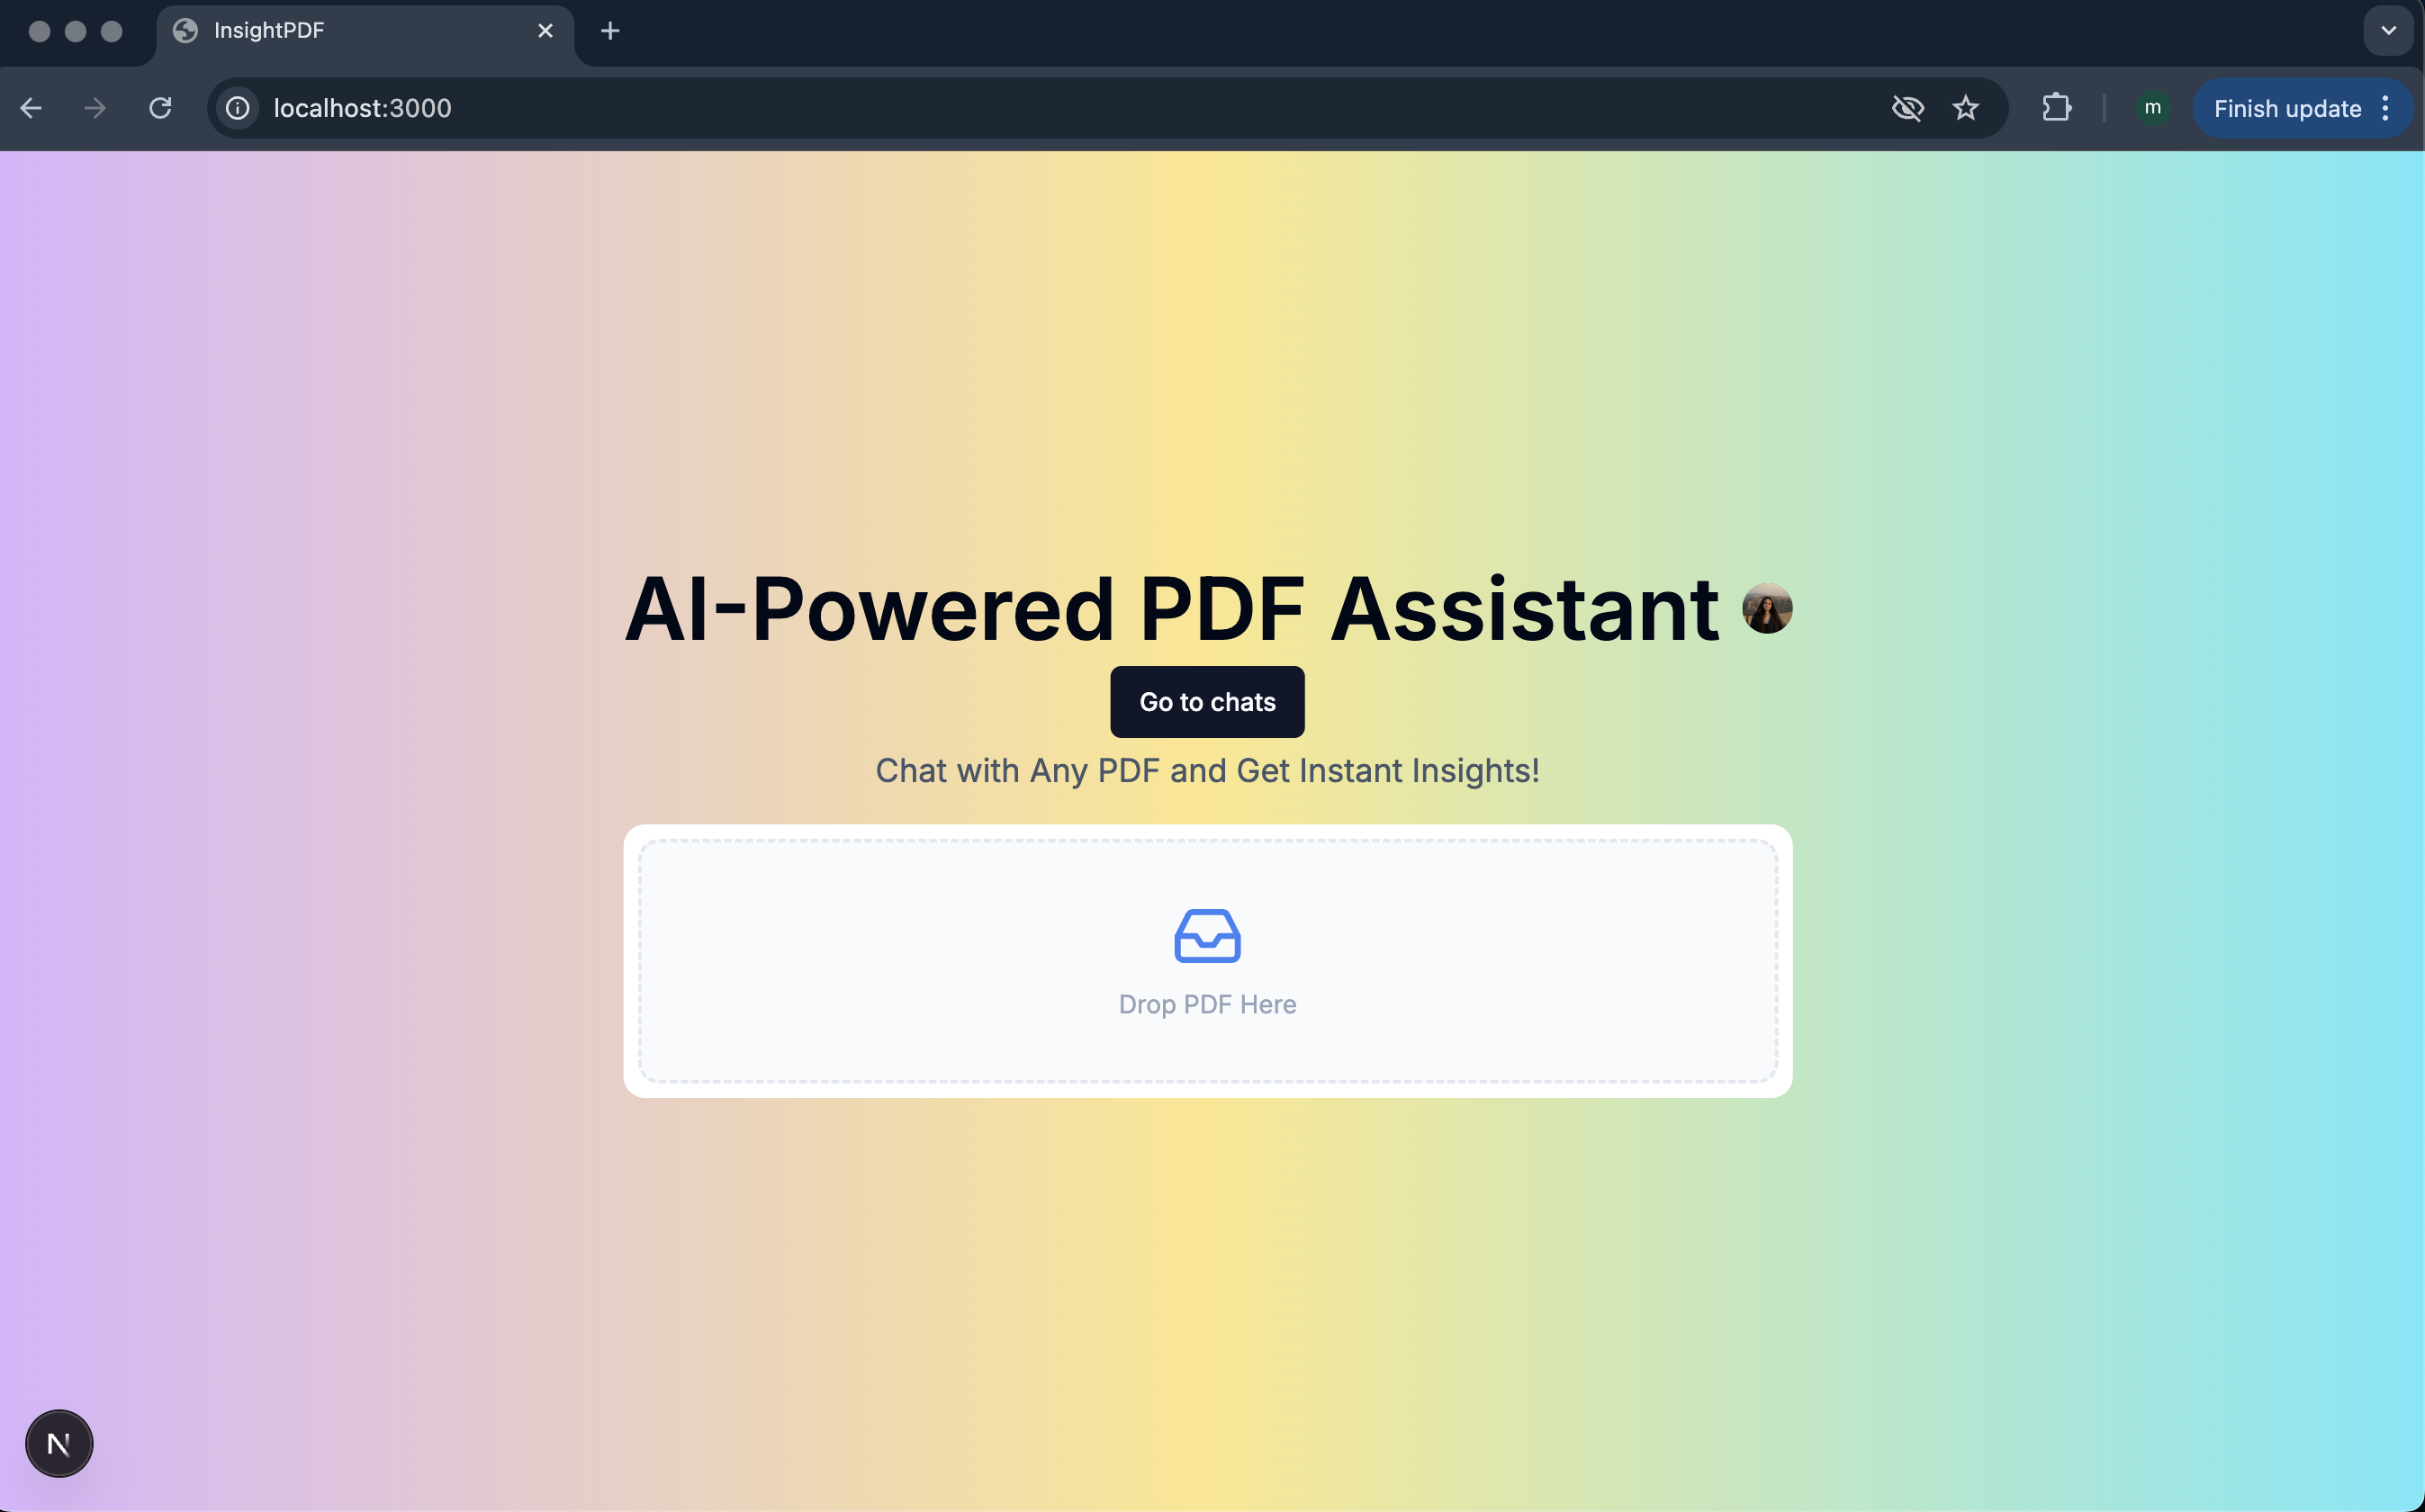 InsightPDF
localhost:3000
m
Finish update
AI-Powered PDF Assistant
Go to chats
Chat with Any PDF and Get Instant Insights!
Drop PDF Here
N